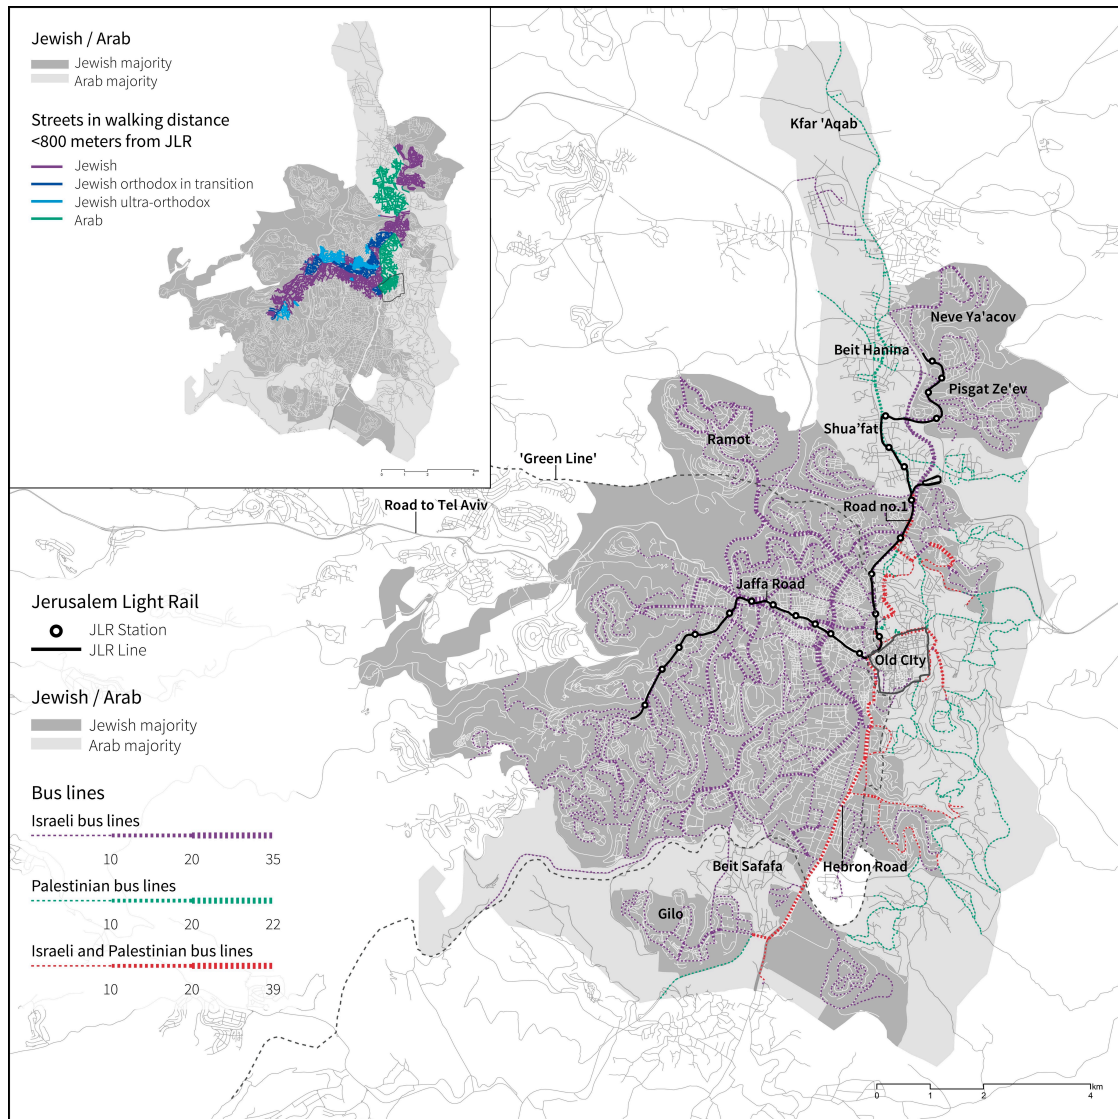 Jewish / Arab
Jewish majority
Arab majority
Streets in walking distance
<800 meters from JLR
Jewish
Jewish orthodox in transition
Jewish ultra-orthodox
Arab
Kfar 'Aqab
Neve Ya'acov
Beit Hanina
Pisgat Ze'ev
Shua’fat
Ramot
'Green Line'
Road to Tel Aviv
Road no.1
Jaffa Road
Old CIty
Jerusalem Light Rail
JLR Station
JLR Line
Jewish / Arab
Jewish majority
Arab majority
Bus lines
Israeli bus lines
10 20 35
Palestinian bus lines
10 20 22
Israeli and Palestinian bus lines
10 20 39
Beit Safafa
Hebron Road
Gilo
0 1 2 4